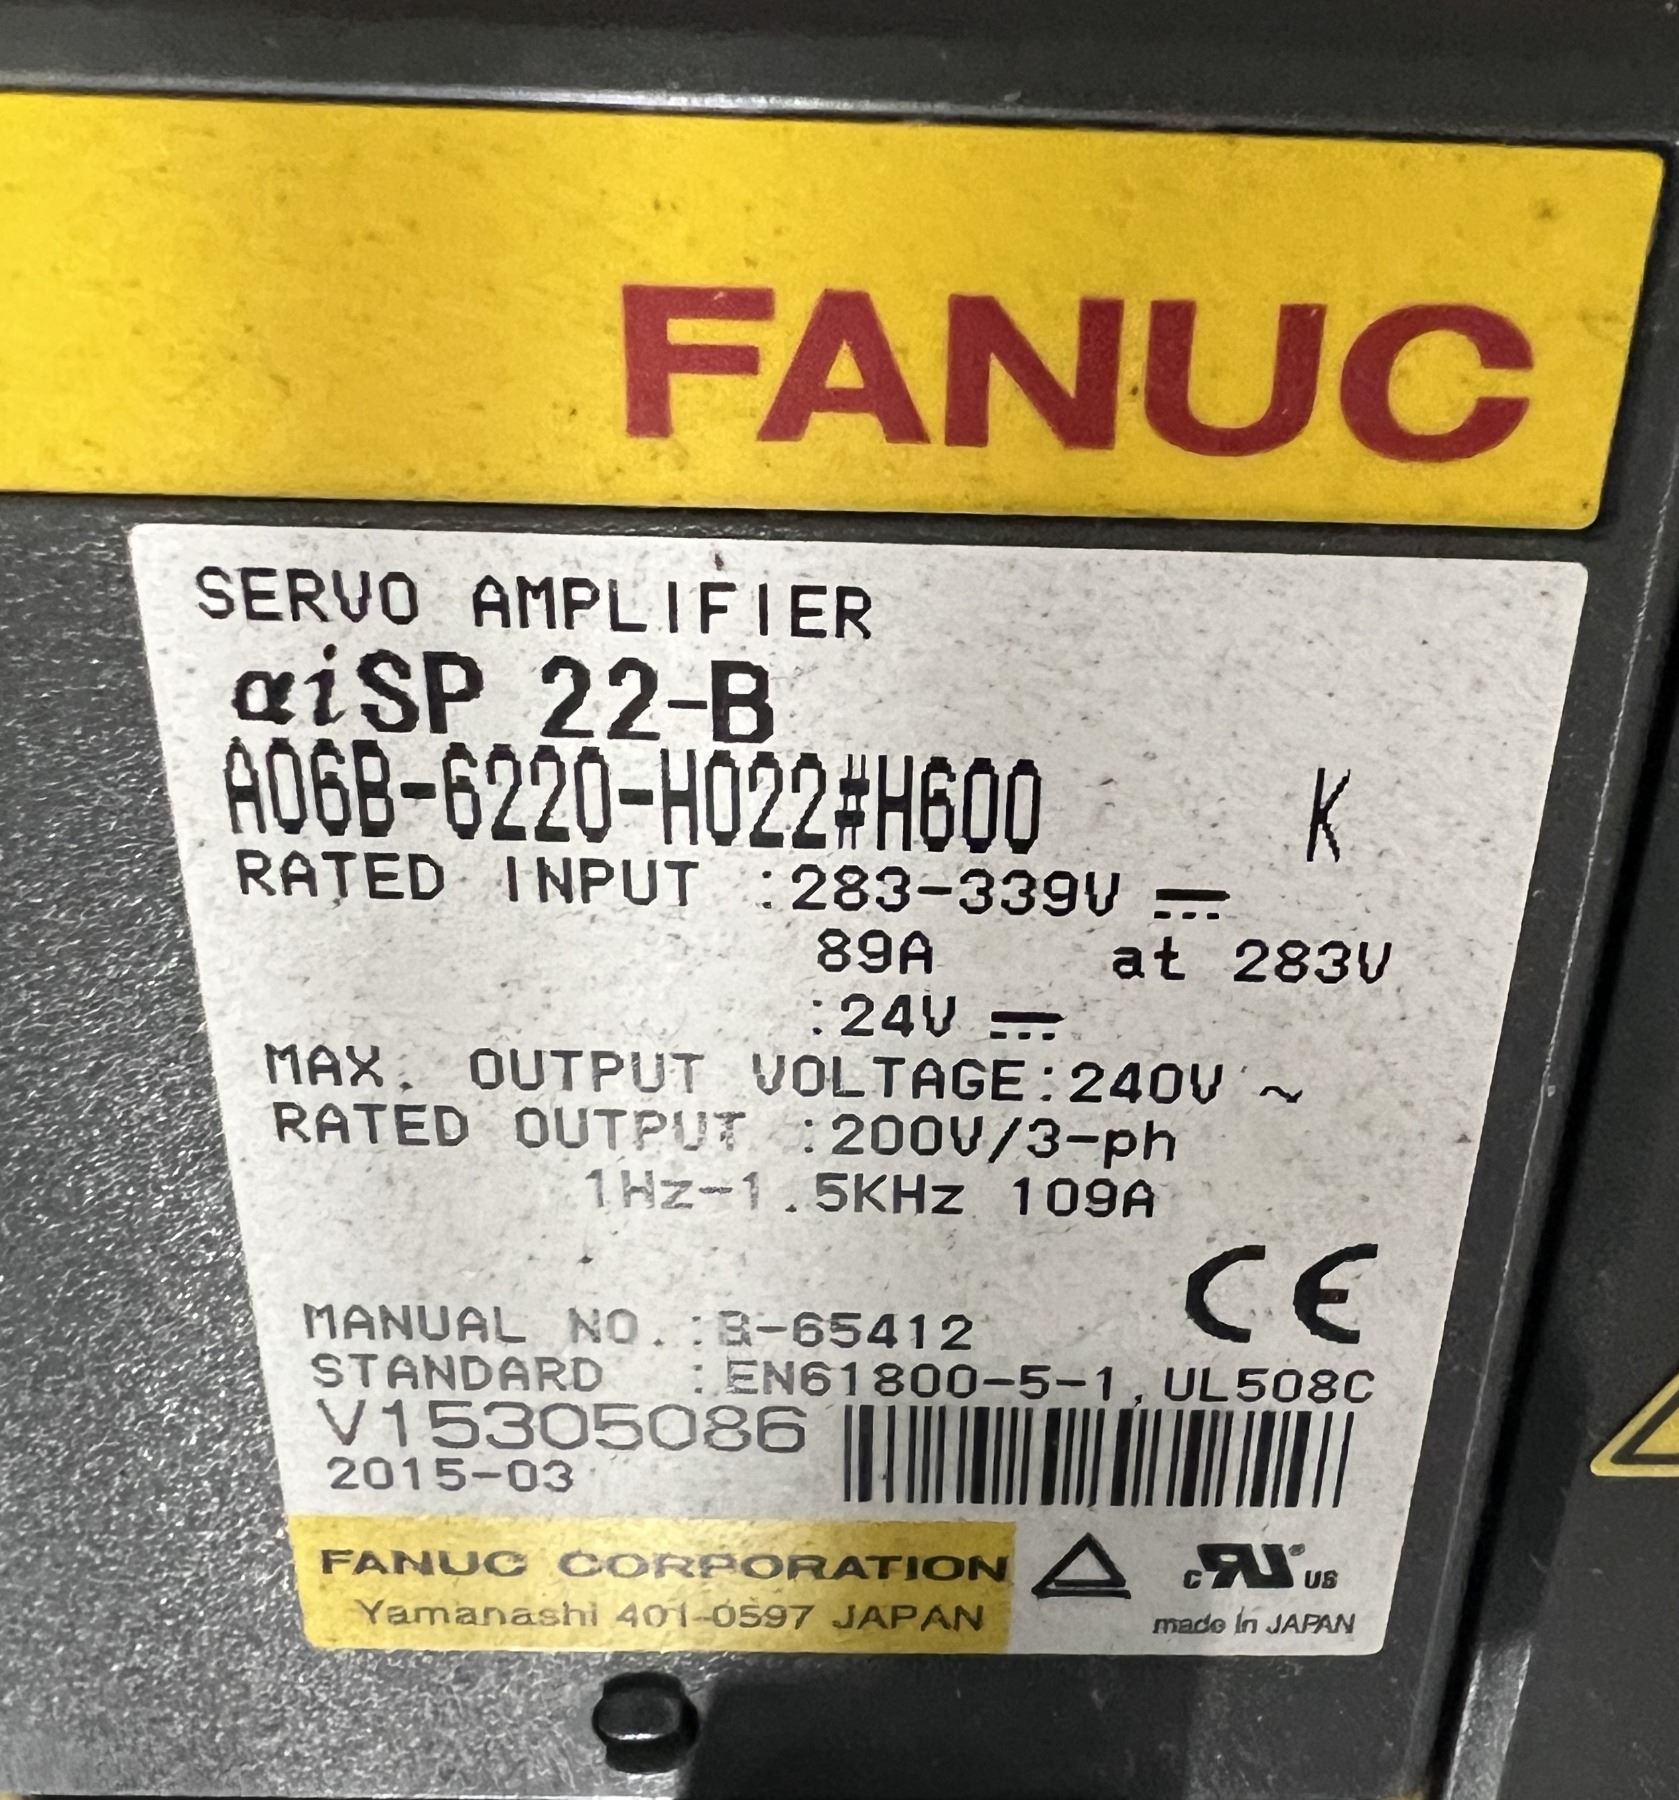 FANUC
SERVO AMPLIFIER
αiSP 22-B
A06B-6220-H022#H600 K
RATED INPUT :283-339V ⎓
89A at 283V
:24V ⎓
MAX. OUTPUT VOLTAGE:240V ~
RATED OUTPUT :200V/3-ph
1Hz-1.5KHz 109A
CE
MANUAL NO.:B-65412
STANDARD :EN61800-5-1,UL508C
V15305086
2015-03
FANUC CORPORATION
Yamanashi 401-0597 JAPAN
c RU® US
made in JAPAN